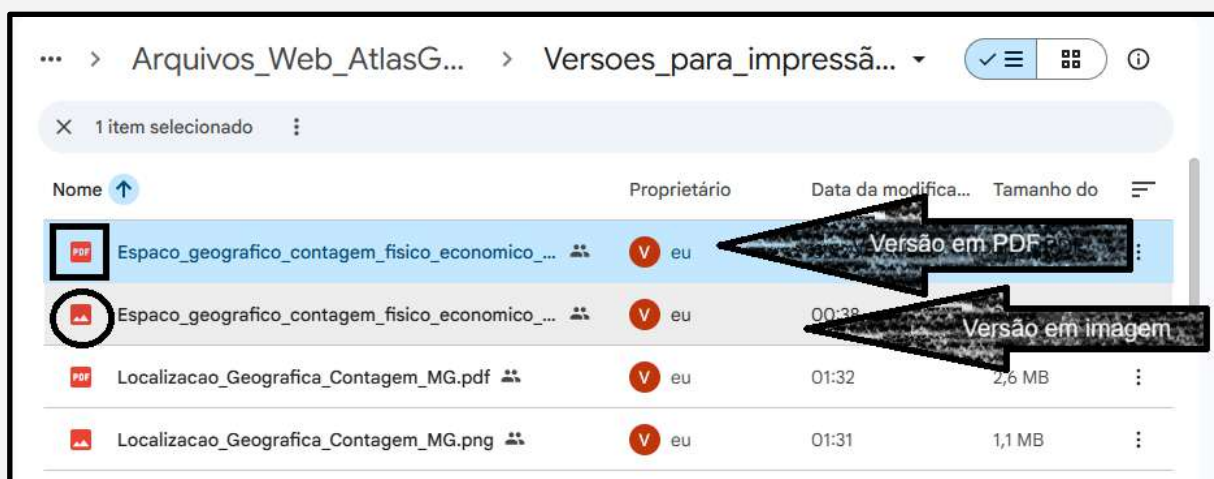 ... > Arquivos_Web_AtlasG... > Versoes_para_impressã...
1 item selecionado
Nome Proprietário Data da modifica... Tamanho do
PDF Espaco_geografico_contagem_fisico_economico_... V eu Versão em PDF
Espaco_geografico_contagem_fisico_economico_... V eu 00:38 Versão em imagem
PDF Localizacao_Geografica_Contagem_MG.pdf V eu 01:32 2,6 MB
Localizacao_Geografica_Contagem_MG.png V eu 01:31 1,1 MB